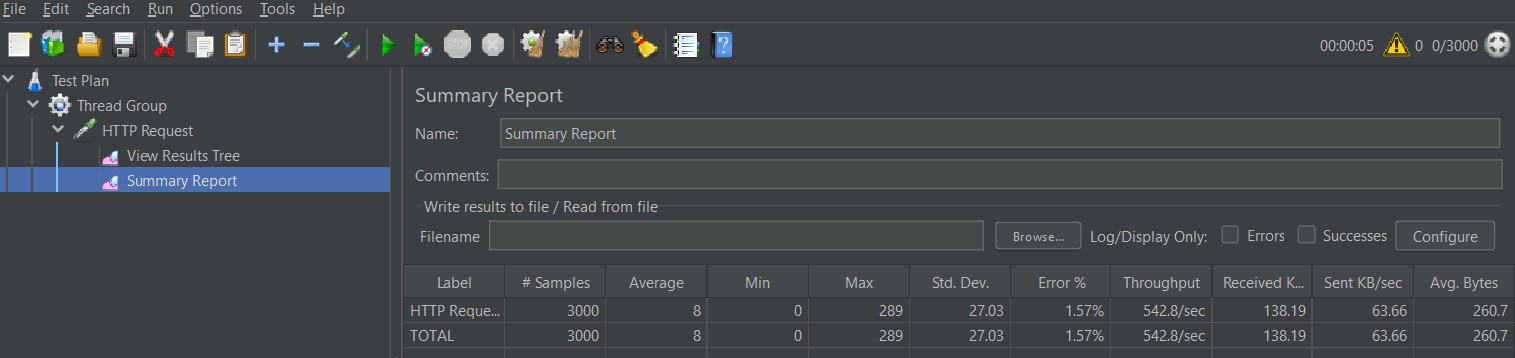 File Edit Search Run Options Tools Help
STOP 00:00:05 0 0/3000
Test Plan
Thread Group
HTTP Request
View Results Tree
Summary Report
Summary Report
Name: Summary Report
Comments:
Write results to file / Read from file
Filename Browse... Log/Display Only: Errors Successes Configure
Label # Samples Average Min Max Std. Dev. Error % Throughput Received K... Sent KB/sec Avg. Bytes
HTTP Reque... 3000 8 0 289 27.03 1.57% 542.8/sec 138.19 63.66 260.7
TOTAL 3000 8 0 289 27.03 1.57% 542.8/sec 138.19 63.66 260.7